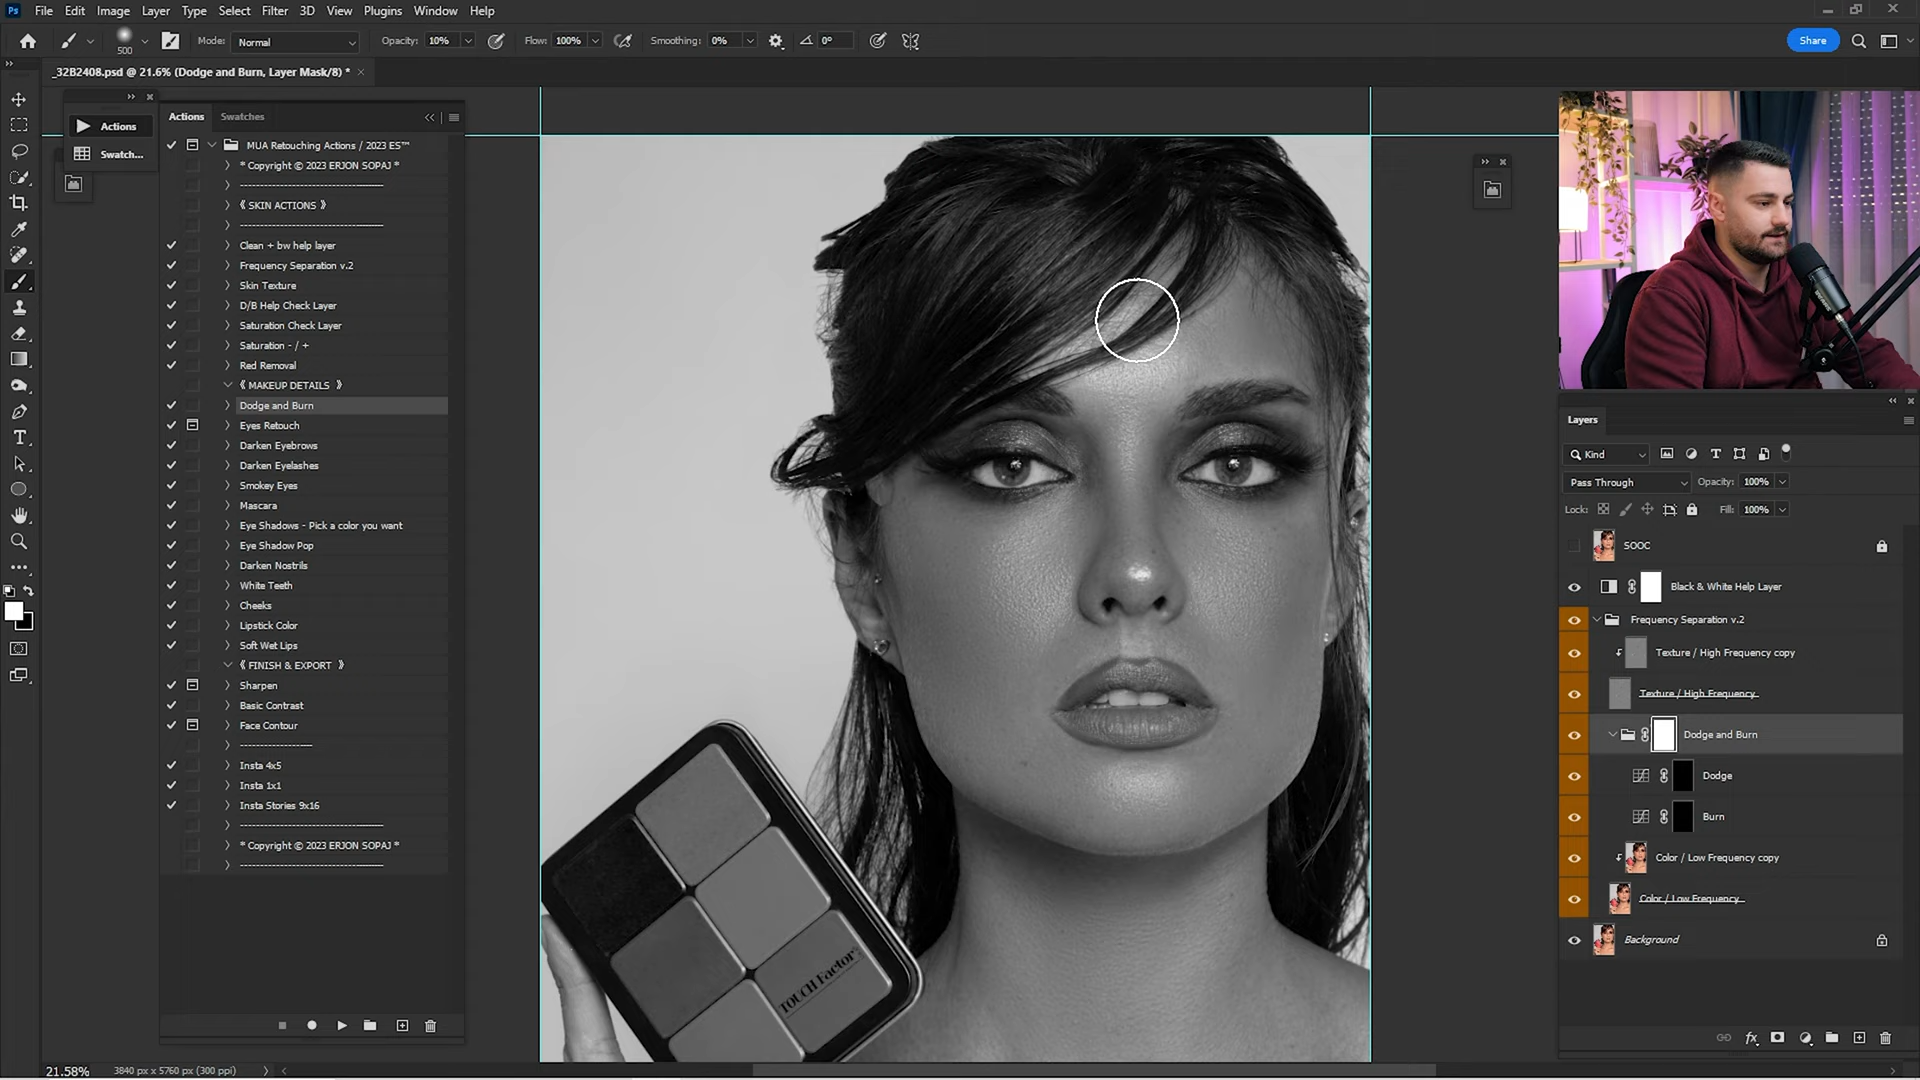 Ps File Edit Image Layer Type Select Filter 3D View Plugins Window Help
500 Mode: Normal Opacity: 10% Flow: 100% Smoothing: 0% 0° Share
_32B2408.psd @ 21.6% (Dodge and Burn, Layer Mask/8) *
Actions
Swatch...
Actions Swatches
MUA Retouching Actions / 2023 ES™
* Copyright © 2023 ERJON SOPAJ *
------------------------------------
《 SKIN ACTIONS 》
------------------------------------
Clean + bw help layer
Frequency Separation v.2
Skin Texture
D/B Help Check Layer
Saturation Check Layer
Saturation - / +
Red Removal
《 MAKEUP DETAILS 》
Dodge and Burn
Eyes Retouch
Darken Eyebrows
Darken Eyelashes
Smokey Eyes
Mascara
Eye Shadows - Pick a color you want
Eye Shadow Pop
Darken Nostrils
White Teeth
Cheeks
Lipstick Color
Soft Wet Lips
《 FINISH & EXPORT 》
Sharpen
Basic Contrast
Face Contour
------------------
Insta 4x5
Insta 1x1
Insta Stories 9x16
------------------------------------
* Copyright © 2023 ERJON SOPAJ *
------------------------------------
TOUCH Factor
Layers
Kind
Pass Through Opacity: 100%
Lock: Fill: 100%
SOOC
Black & White Help Layer
Frequency Separation v.2
Texture / High Frequency copy
Texture / High Frequency
Dodge and Burn
Dodge
Burn
Color / Low Frequency copy
Color / Low Frequency
Background
fx
21.58% 3840 px x 5760 px (300 ppi)